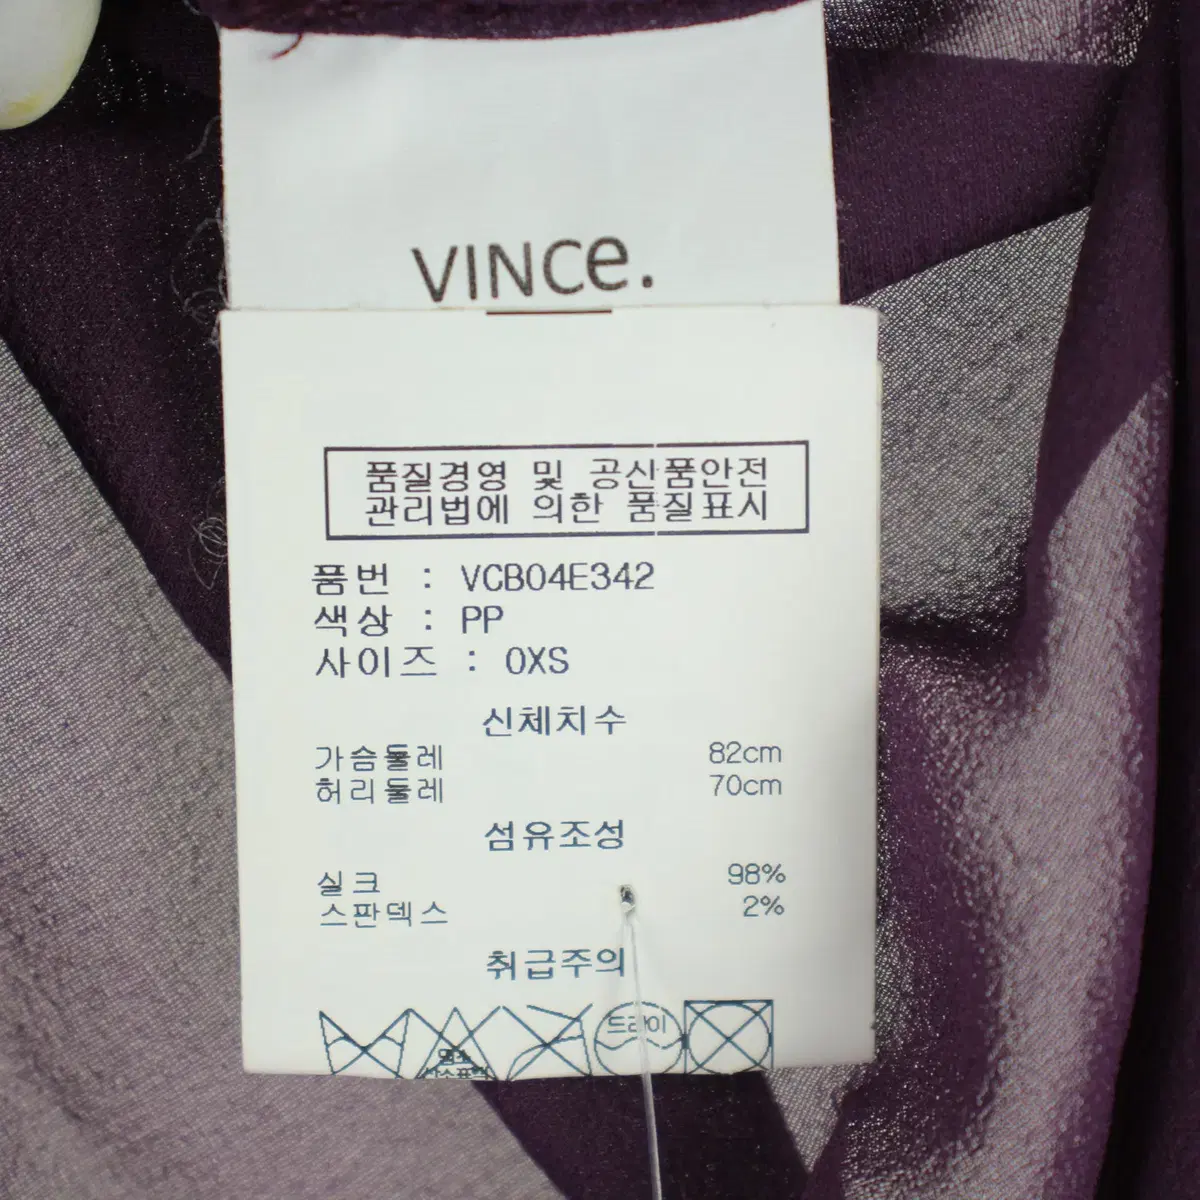 VINCe.
품질경영 및 공산품안전
관리법에 의한 품질표시
품번 : VCB04E342
색상 : PP
사이즈 : 0XS
신체치수
가슴둘레 82cm
허리둘레 70cm
섬유조성
실크 98%
스판덱스 2%
취급주의
드라이